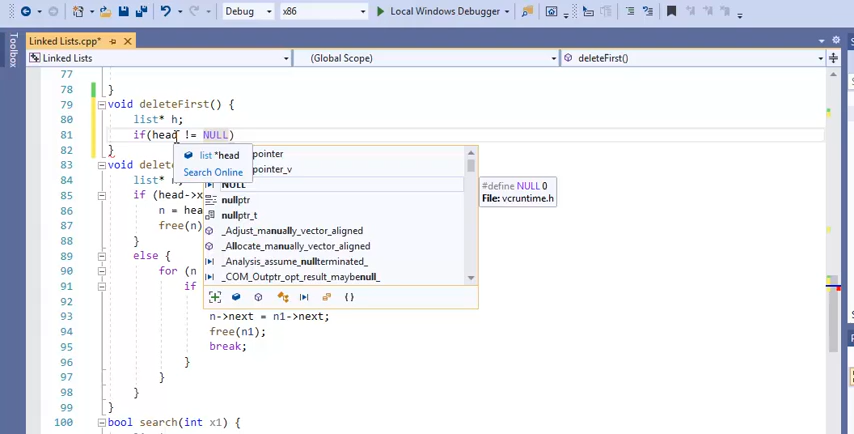 Debug x86 Local Windows Debugger
Linked Lists.cpp*
Linked Lists (Global Scope) deleteFirst()
Toolbox
77
78 }
79 void deleteFirst() {
80 list* h;
81 if(head != NULL)
82 }
list *head
Search Online
pointer
pointer_v
NULL
nullptr
nullptr_t
_Adjust_manually_vector_aligned
_Allocate_manually_vector_aligned
_Analysis_assume_nullterminated_
_COM_Outptr_opt_result_maybenull_
#define NULL 0
File: vcruntime.h
83 void dele
84 list*
85 if (head->x
86 n = hea
87 free(n)
88 }
89 else {
90 for (n
91 if
92
93 n->next = n1->next;
94 free(n1);
95 break;
96 }
97 }
98 }
99 }
100 bool search(int x1) {